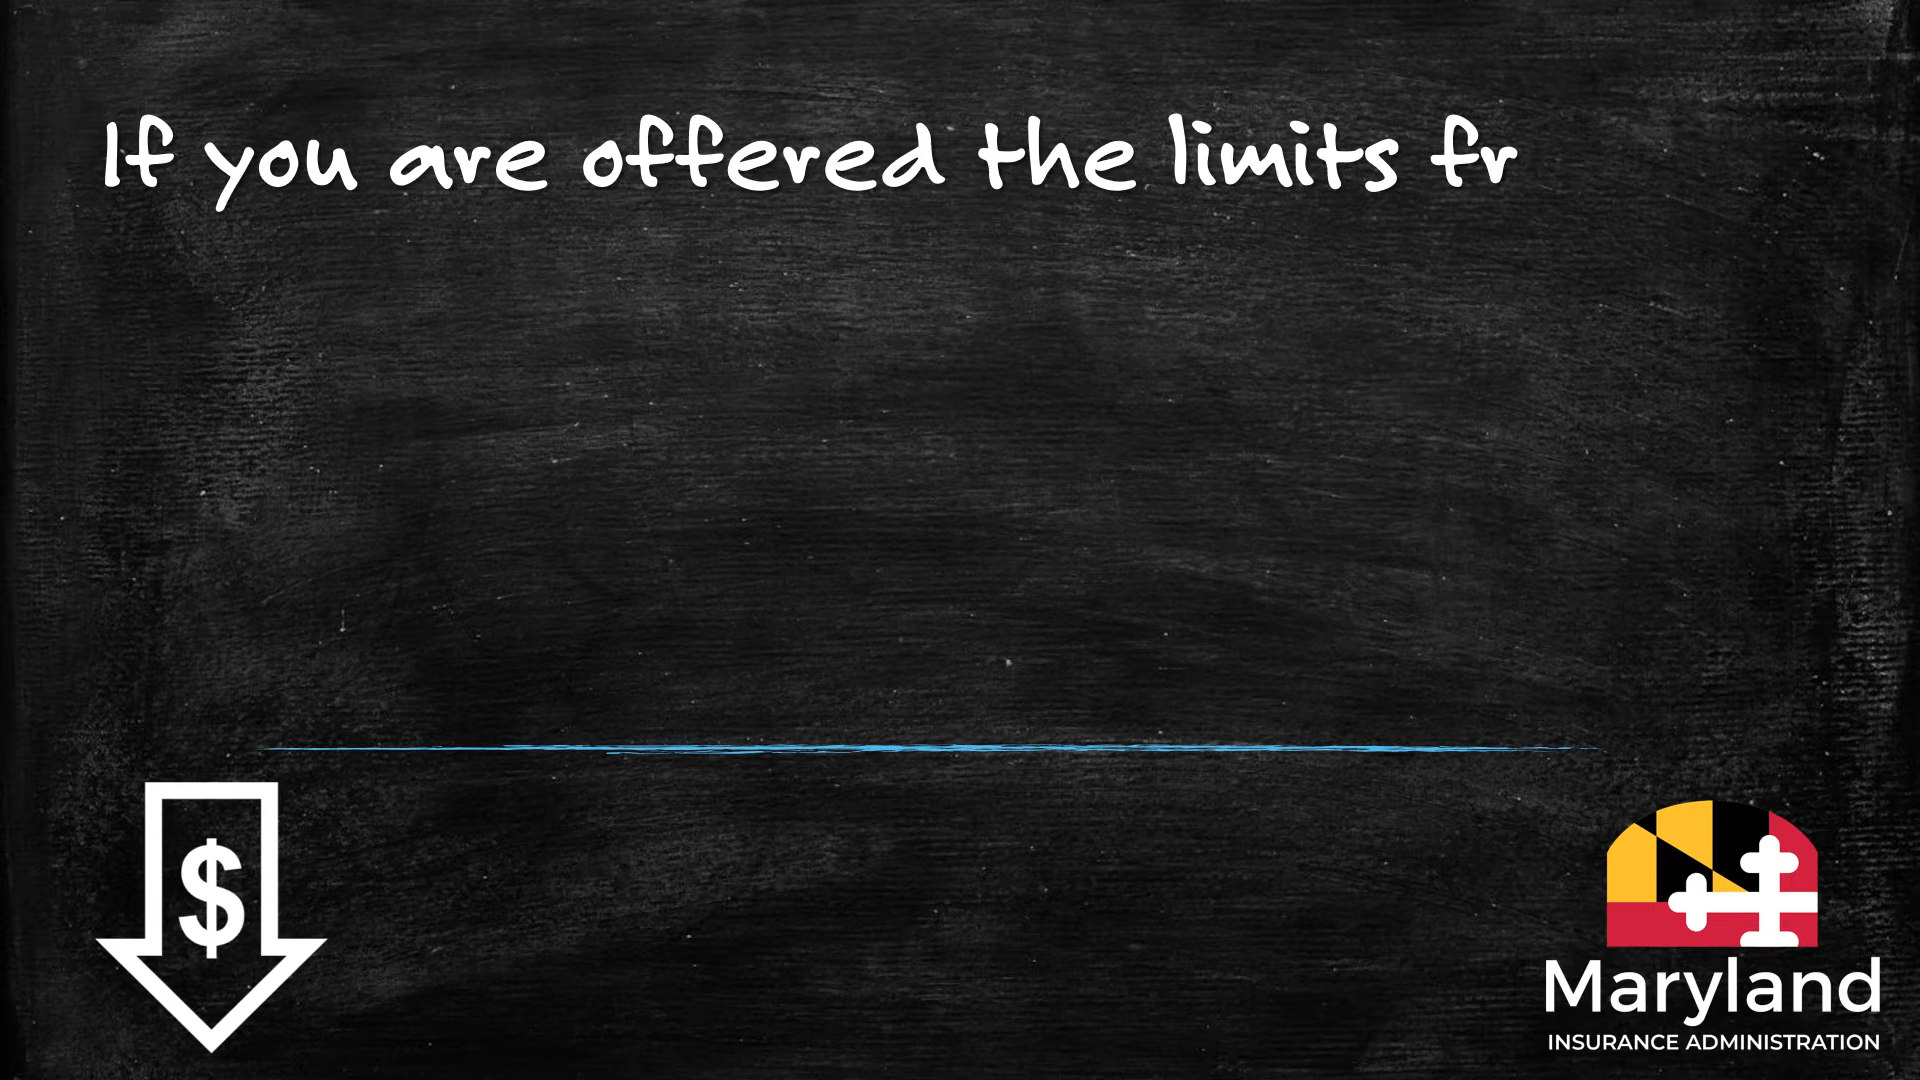 If you are offered the limits fr
$
Maryland
INSURANCE ADMINISTRATION